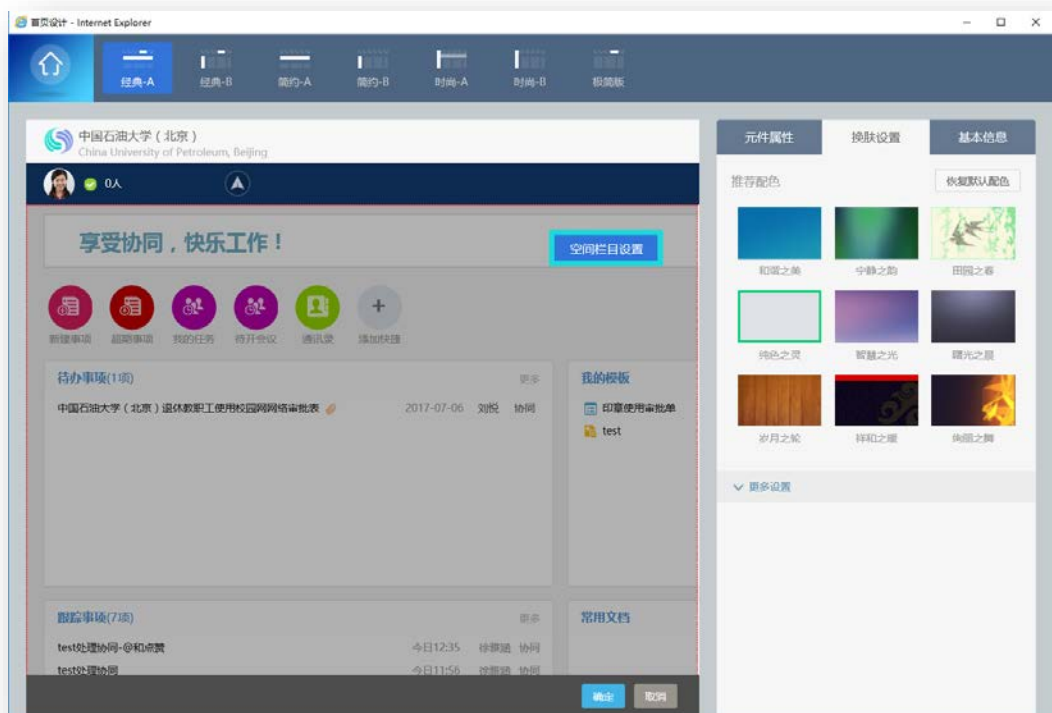 首页设计 - Internet Explorer
经典-A 经典-B 简约-A 简约-B 时尚-A 时尚-B 极简版
中国石油大学（北京）
China University of Petroleum, Beijing
0人
享受协同，快乐工作！
空间栏目设置
新建事项 超期事项 我的任务 待开会议 通讯录 添加快捷
待办事项(1项) 更多
中国石油大学（北京）退休教职工使用校园网网络审批表 2017-07-06 刘悦 协同
我的模板
印章使用审批单
test
跟踪事项(7项) 更多
test处理协同-@和点赞 今日12:35 协同
test处理协同 今日11:56 协同
常用文档
确定 取消
元件属性 换肤设置 基本信息
推荐配色 恢复默认配色
和谐之美 宁静之韵 田园之春
纯色之灵 智慧之光 曙光之晨
岁月之轮 祥和之暖 绚丽之舞
更多设置